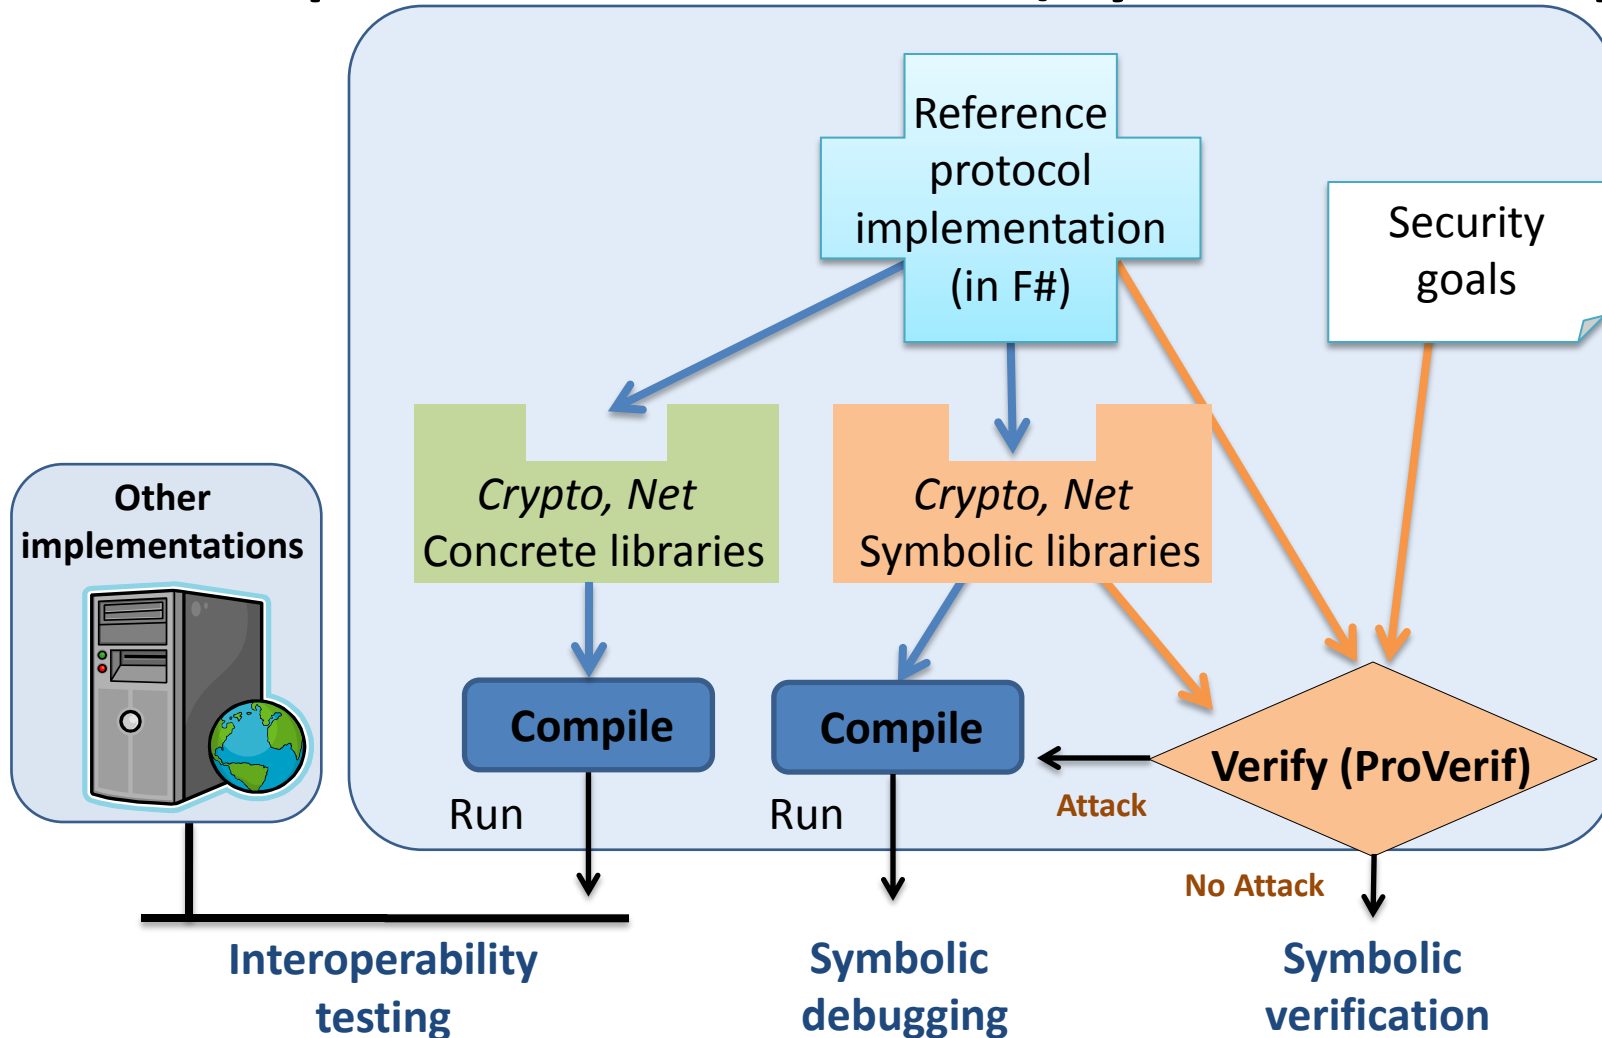 Reference
protocol
implementation
(in F#)
Security
goals
Crypto, Net
Concrete libraries
Crypto, Net
Symbolic libraries
Other
implementations
Compile
Compile
Verify (ProVerif)
Run
Run
Attack
No Attack
Interoperability
testing
Symbolic
debugging
Symbolic
verification